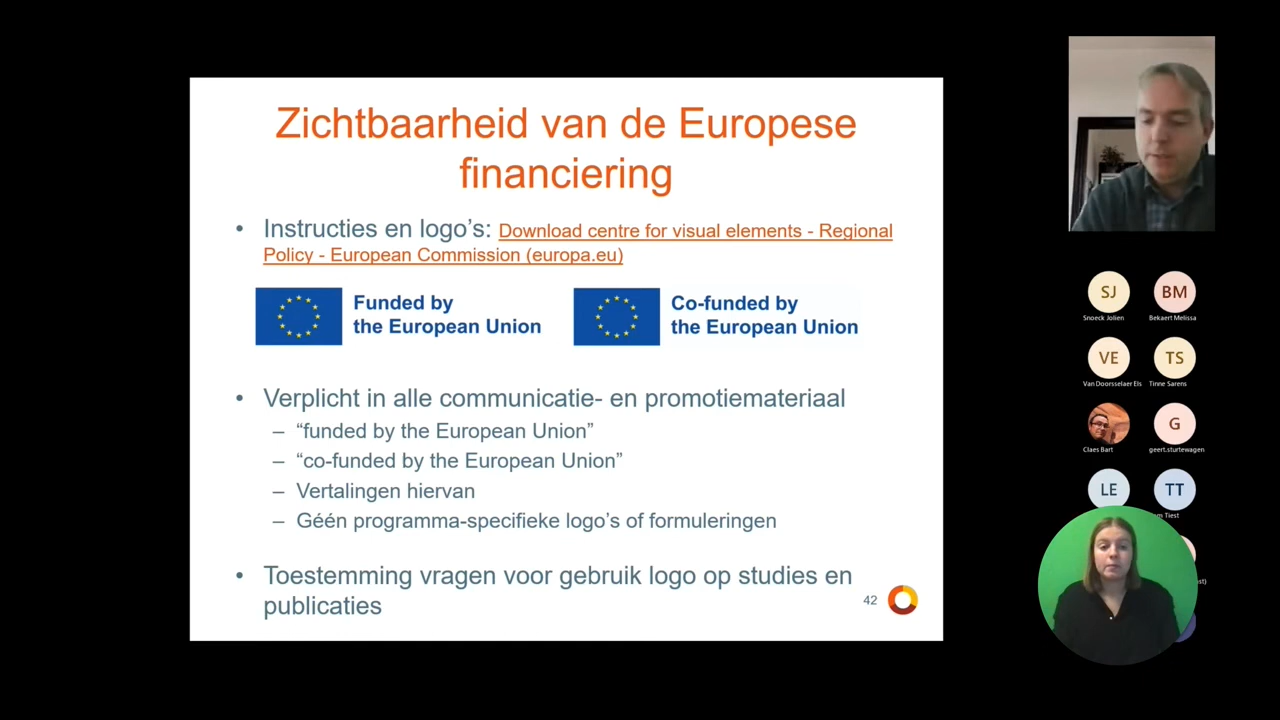 Zichtbaarheid van de Europese
financiering
• Instructies en logo's: Download centre for visual elements - Regional
Policy - European Commission (europa.eu)
Funded by
the European Union
Co-funded by
the European Union
• Verplicht in alle communicatie- en promotiemateriaal
– “funded by the European Union”
– “co-funded by the European Union”
– Vertalingen hiervan
– Géén programma-specifieke logo’s of formuleringen
• Toestemming vragen voor gebruik logo op studies en
publicaties
42
SJ
Snoeck Jolien
BM
Bekaert Melissa
VE
Van Doorsselaer Els
TS
Tinne Sarens
Claes Bart
G
geert.sturtewagen
LE
TT
Tiest